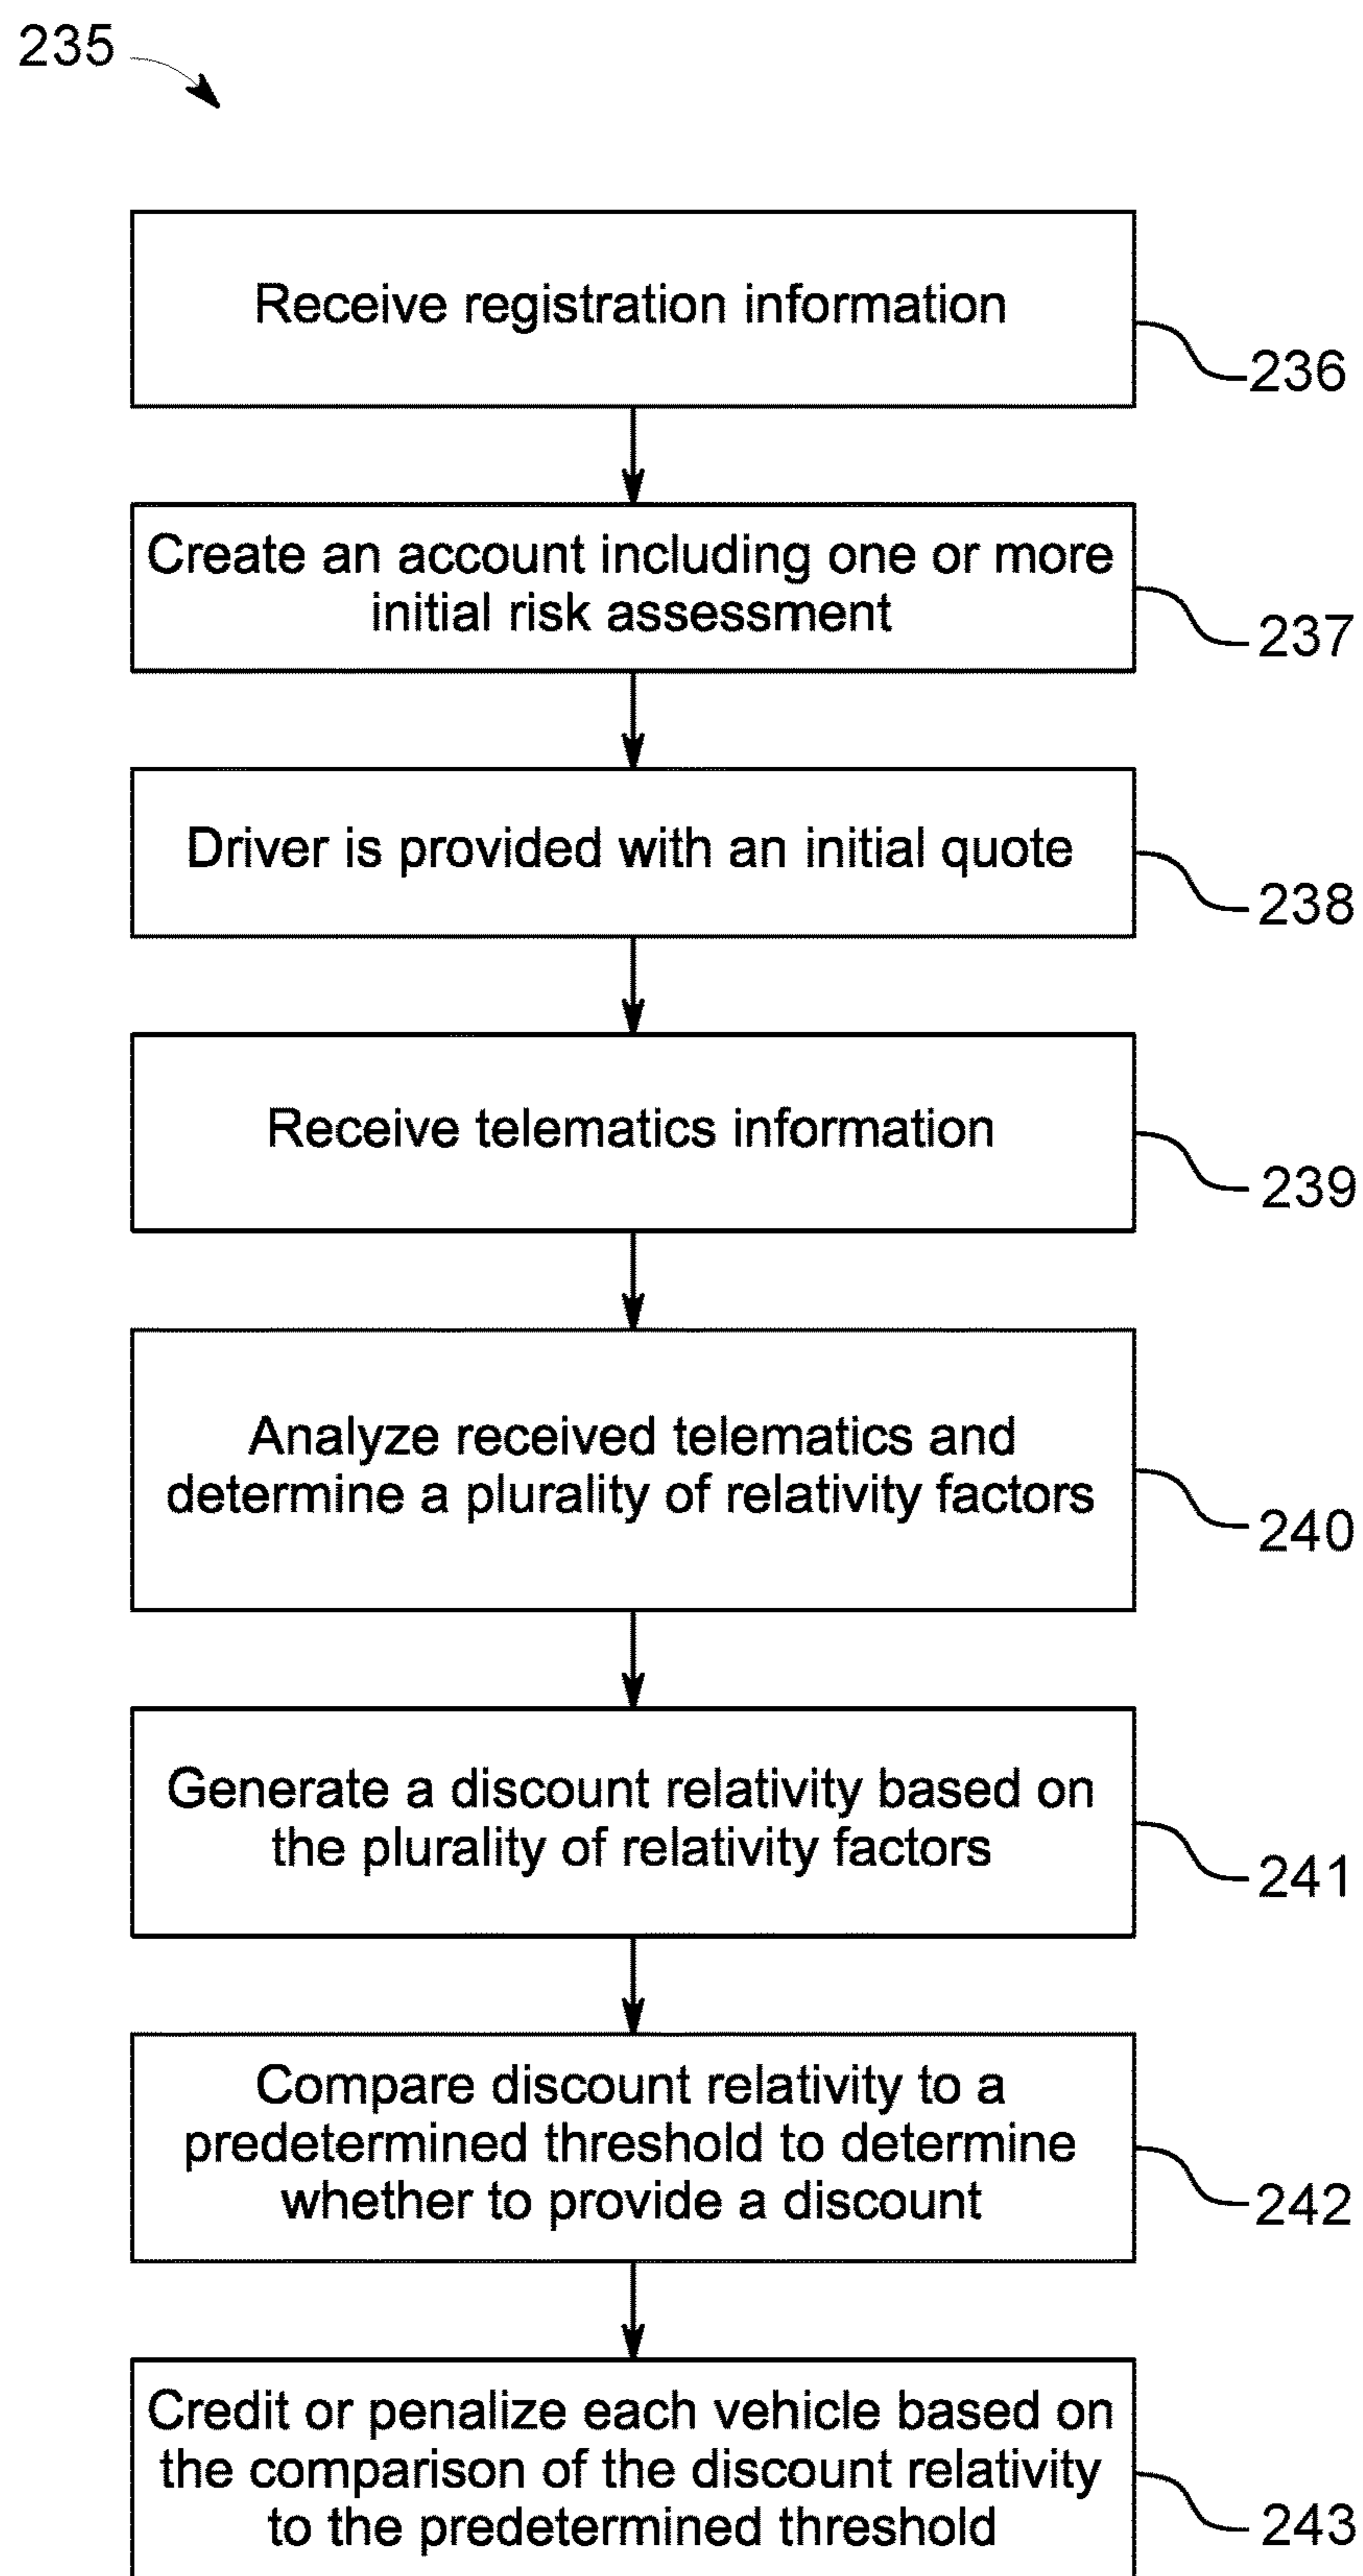 235
Receive registration information
236
Create an account including one or more
initial risk assessment
237
Driver is provided with an initial quote
238
Receive telematics information
239
Analyze received telematics and
determine a plurality of relativity factors
240
Generate a discount relativity based on
the plurality of relativity factors
241
Compare discount relativity to a
predetermined threshold to determine
whether to provide a discount
242
Credit or penalize each vehicle based on
the comparison of the discount relativity
to the predetermined threshold
243